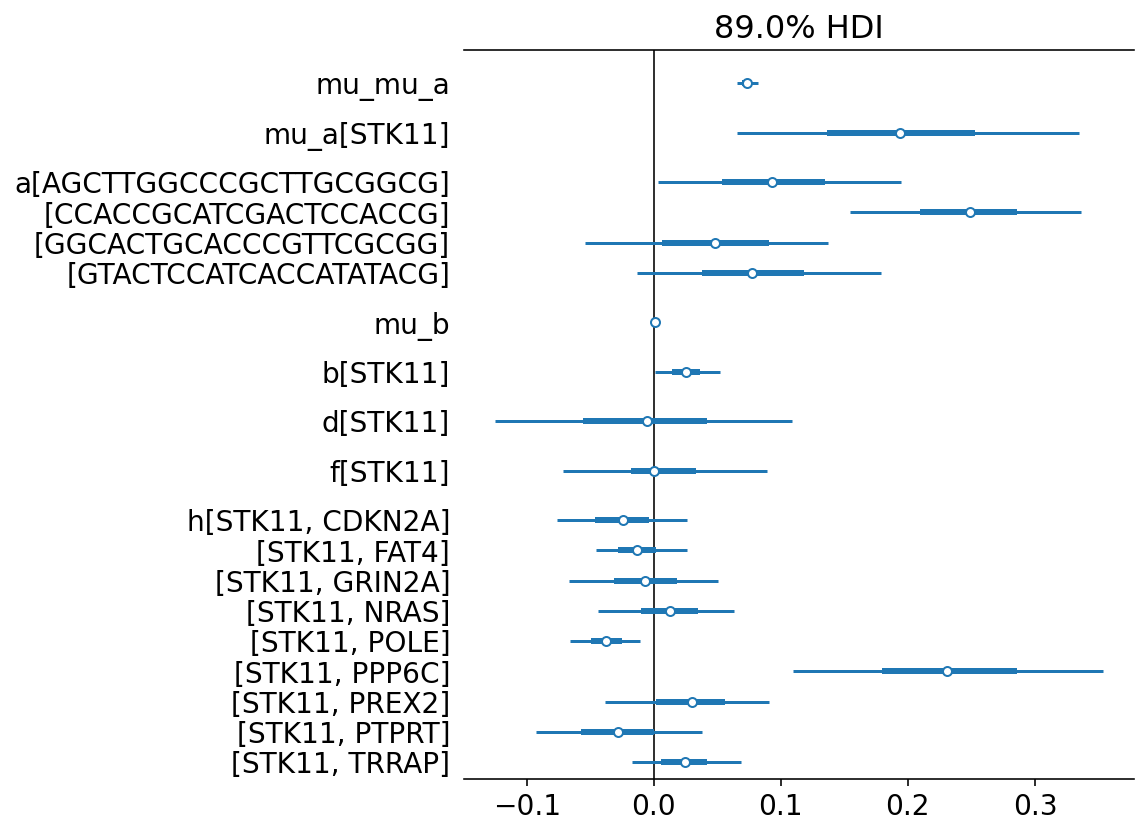 89.0% HDI
mu_mu_a
mu_a[STK11]
a[AGCTTGGCCCGCTTGCGGCG]
[CCACCGCATCGACTCCACCG]
[GGCACTGCACCCGTTCGCGG]
[GTACTCCATCACCATATACG]
mu_b
b[STK11]
d[STK11]
f[STK11]
h[STK11, CDKN2A]
[STK11, FAT4]
[STK11, GRIN2A]
[STK11, NRAS]
[STK11, POLE]
[STK11, PPP6C]
[STK11, PREX2]
[STK11, PTPRT]
[STK11, TRRAP]
−0.1 0.0 0.1 0.2 0.3